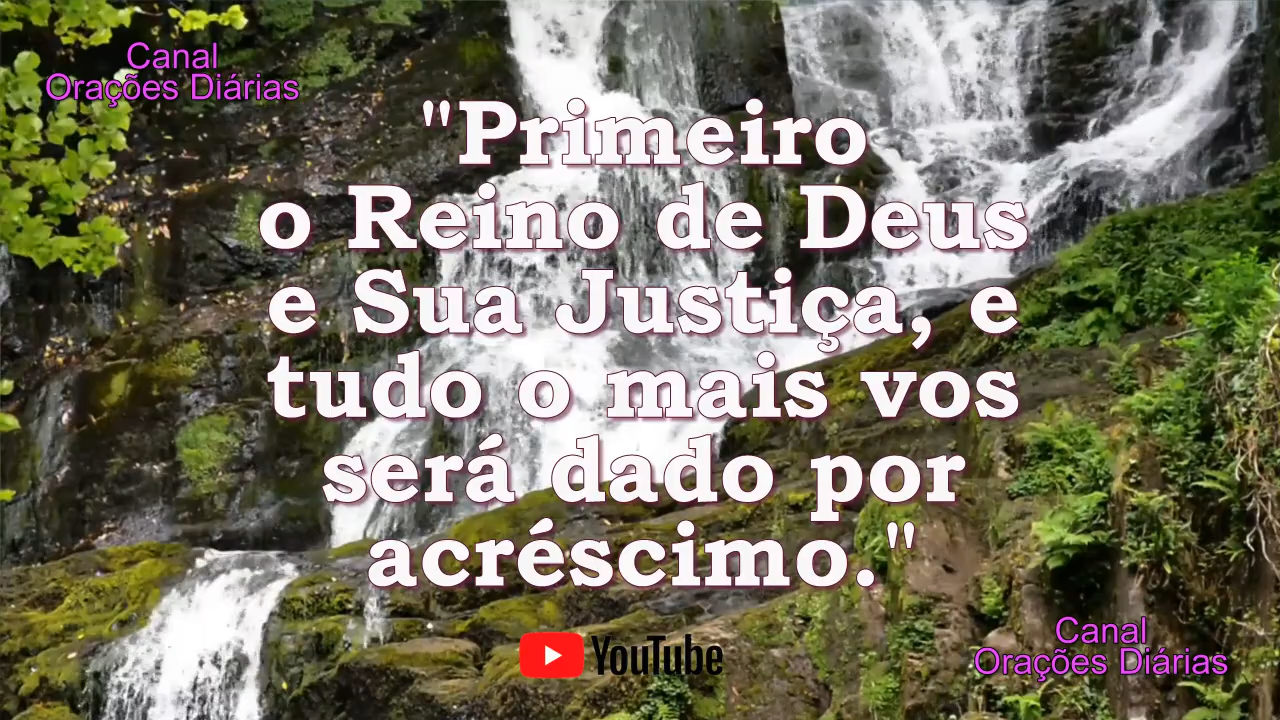 Canal
Orações Diárias
"Primeiro
o Reino de Deus
e Sua Justiça, e
tudo o mais vos
será dado por
acréscimo."
YouTube
Canal
Orações Diárias